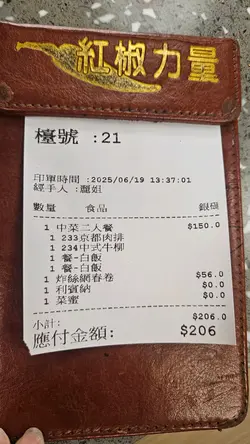 紅椒力量
檯號 :21
印單時間 :2025/06/19 13:37:01
經手人 :麗姐
數量 食品 銀碼
1 中菜二人餐 $150.0
1 233京都肉排
1 234中式牛柳
1 餐-白飯
1 餐-白飯
1 炸絲網春卷 $56.0
1 利賓納 $0.0
1 菜蜜 $0.0
小計: $206.0
應付金額: $206